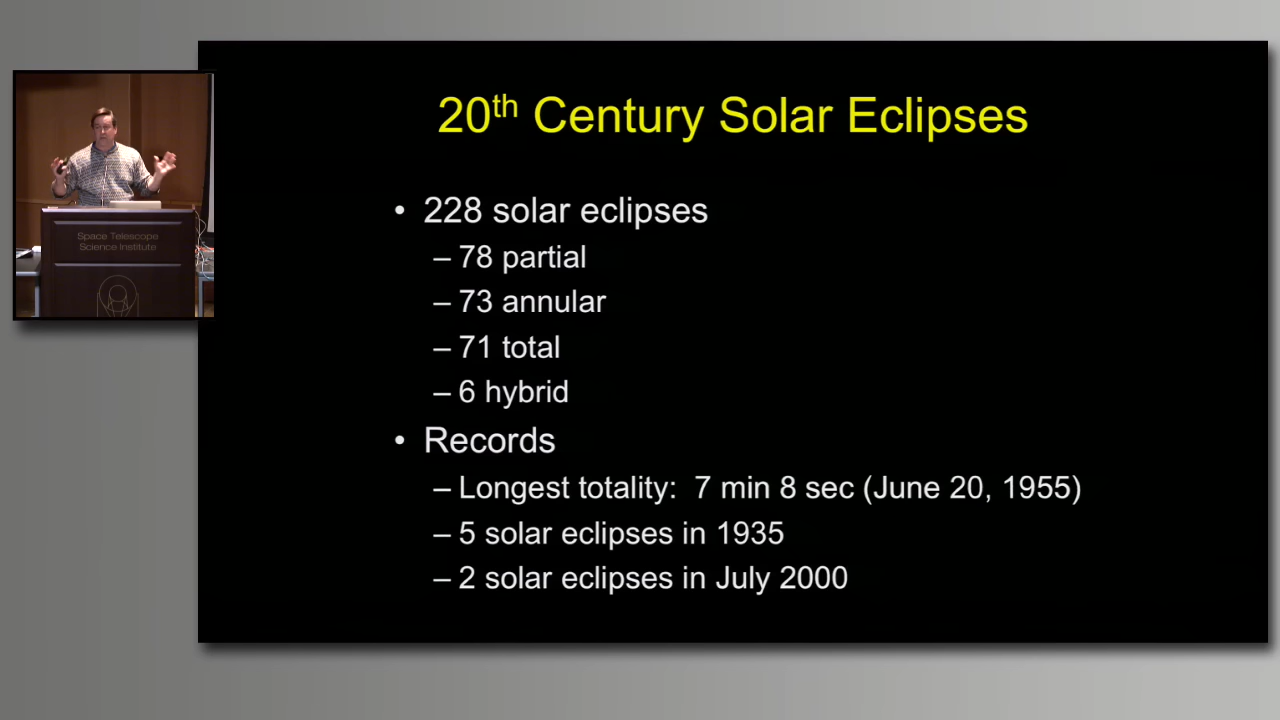 20th Century Solar Eclipses
• 228 solar eclipses
– 78 partial
– 73 annular
– 71 total
– 6 hybrid
• Records
– Longest totality:  7 min 8 sec (June 20, 1955)
– 5 solar eclipses in 1935
– 2 solar eclipses in July 2000
Space Telescope
Science Institute